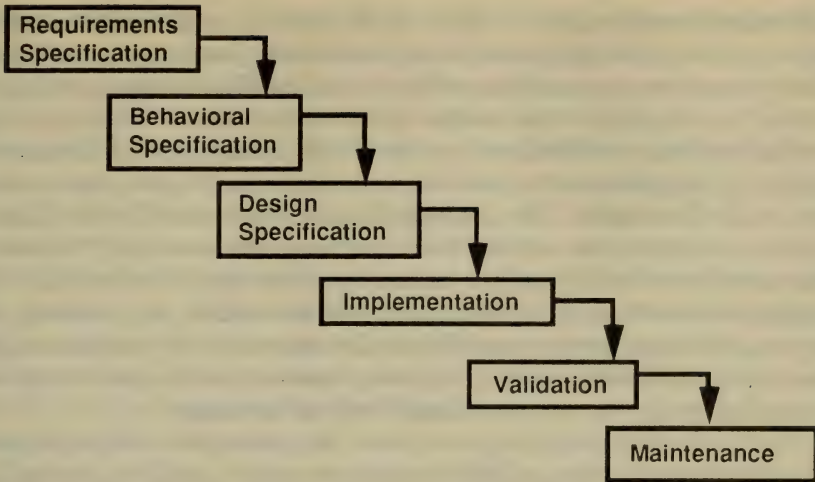 Requirements
Specification
Behavioral
Specification
Design
Specification
Implementation
Validation
Maintenance